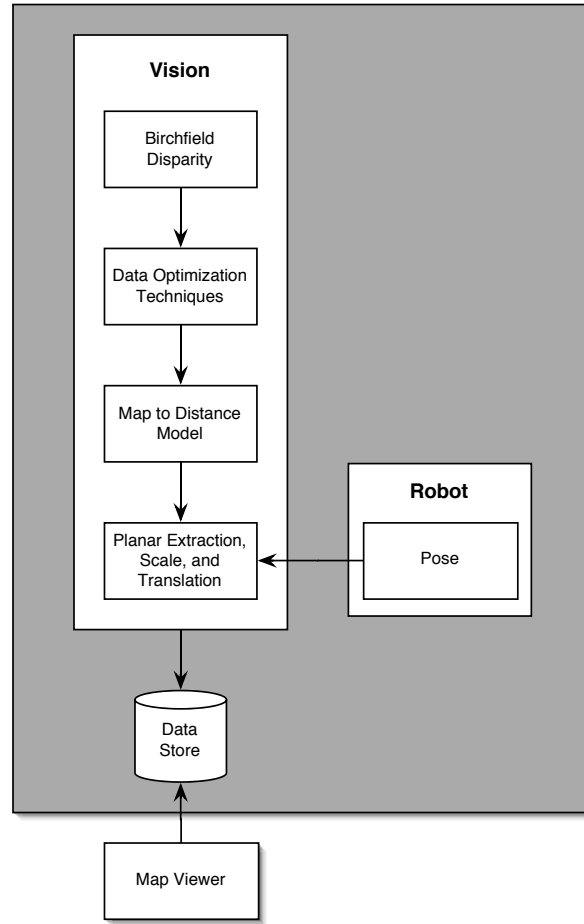 Vision
Birchfield
Disparity
Data Optimization
Techniques
Map to Distance
Model
Planar Extraction,
Scale, and
Translation
Robot
Pose
Data
Store
Map Viewer